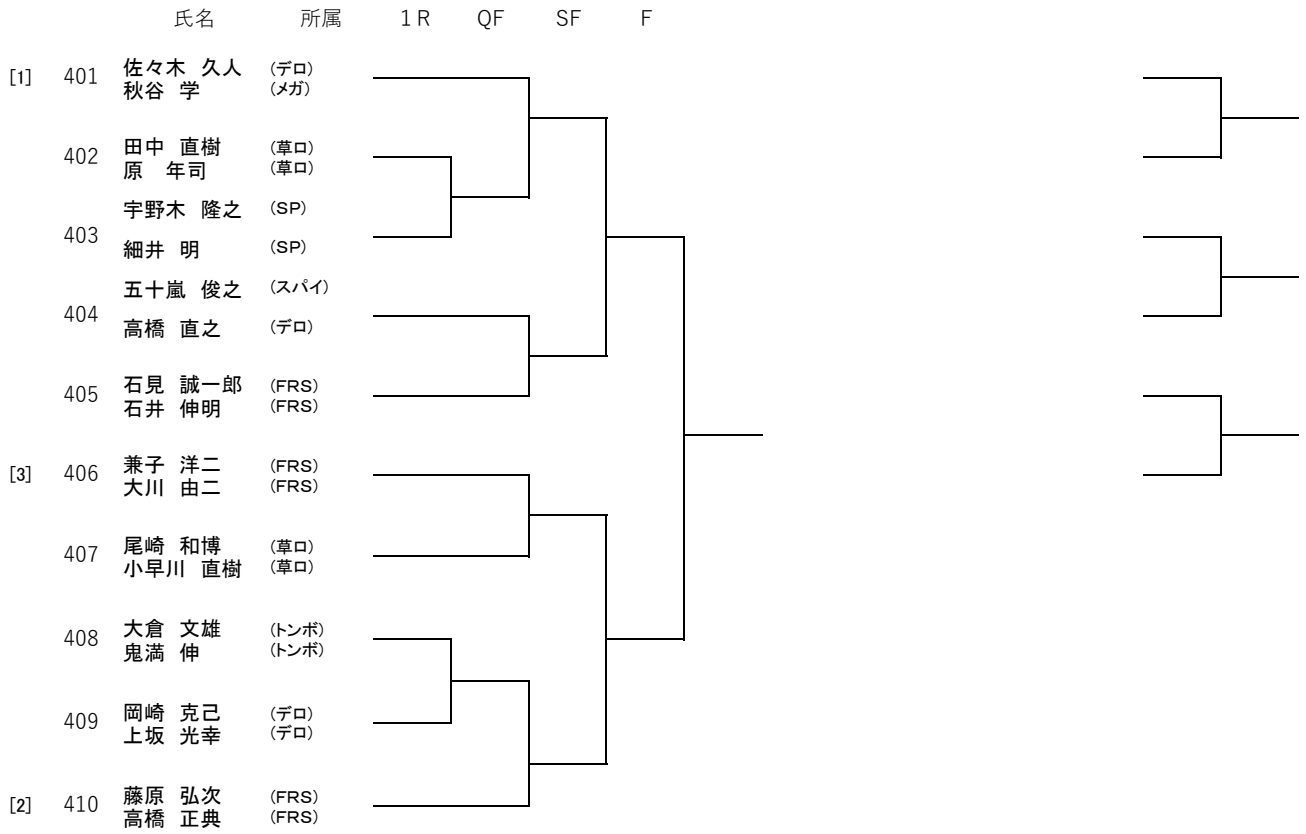 氏名 所属 1R QF SF F
[1] 401 佐々木 久人 (デロ)
秋谷 学 (メガ)
402 田中 直樹 (草ロ)
原 年司 (草ロ)
403 宇野木 隆之 (SP)
細井 明 (SP)
404 五十嵐 俊之 (スパイ)
高橋 直之 (デロ)
405 石見 誠一郎 (FRS)
石井 伸明 (FRS)
[3] 406 兼子 洋二 (FRS)
大川 由二 (FRS)
407 尾崎 和博 (草ロ)
小早川 直樹 (草ロ)
408 大倉 文雄 (トンボ)
鬼満 伸 (トンボ)
409 岡崎 克己 (デロ)
上坂 光幸 (デロ)
[2] 410 藤原 弘次 (FRS)
高橋 正典 (FRS)